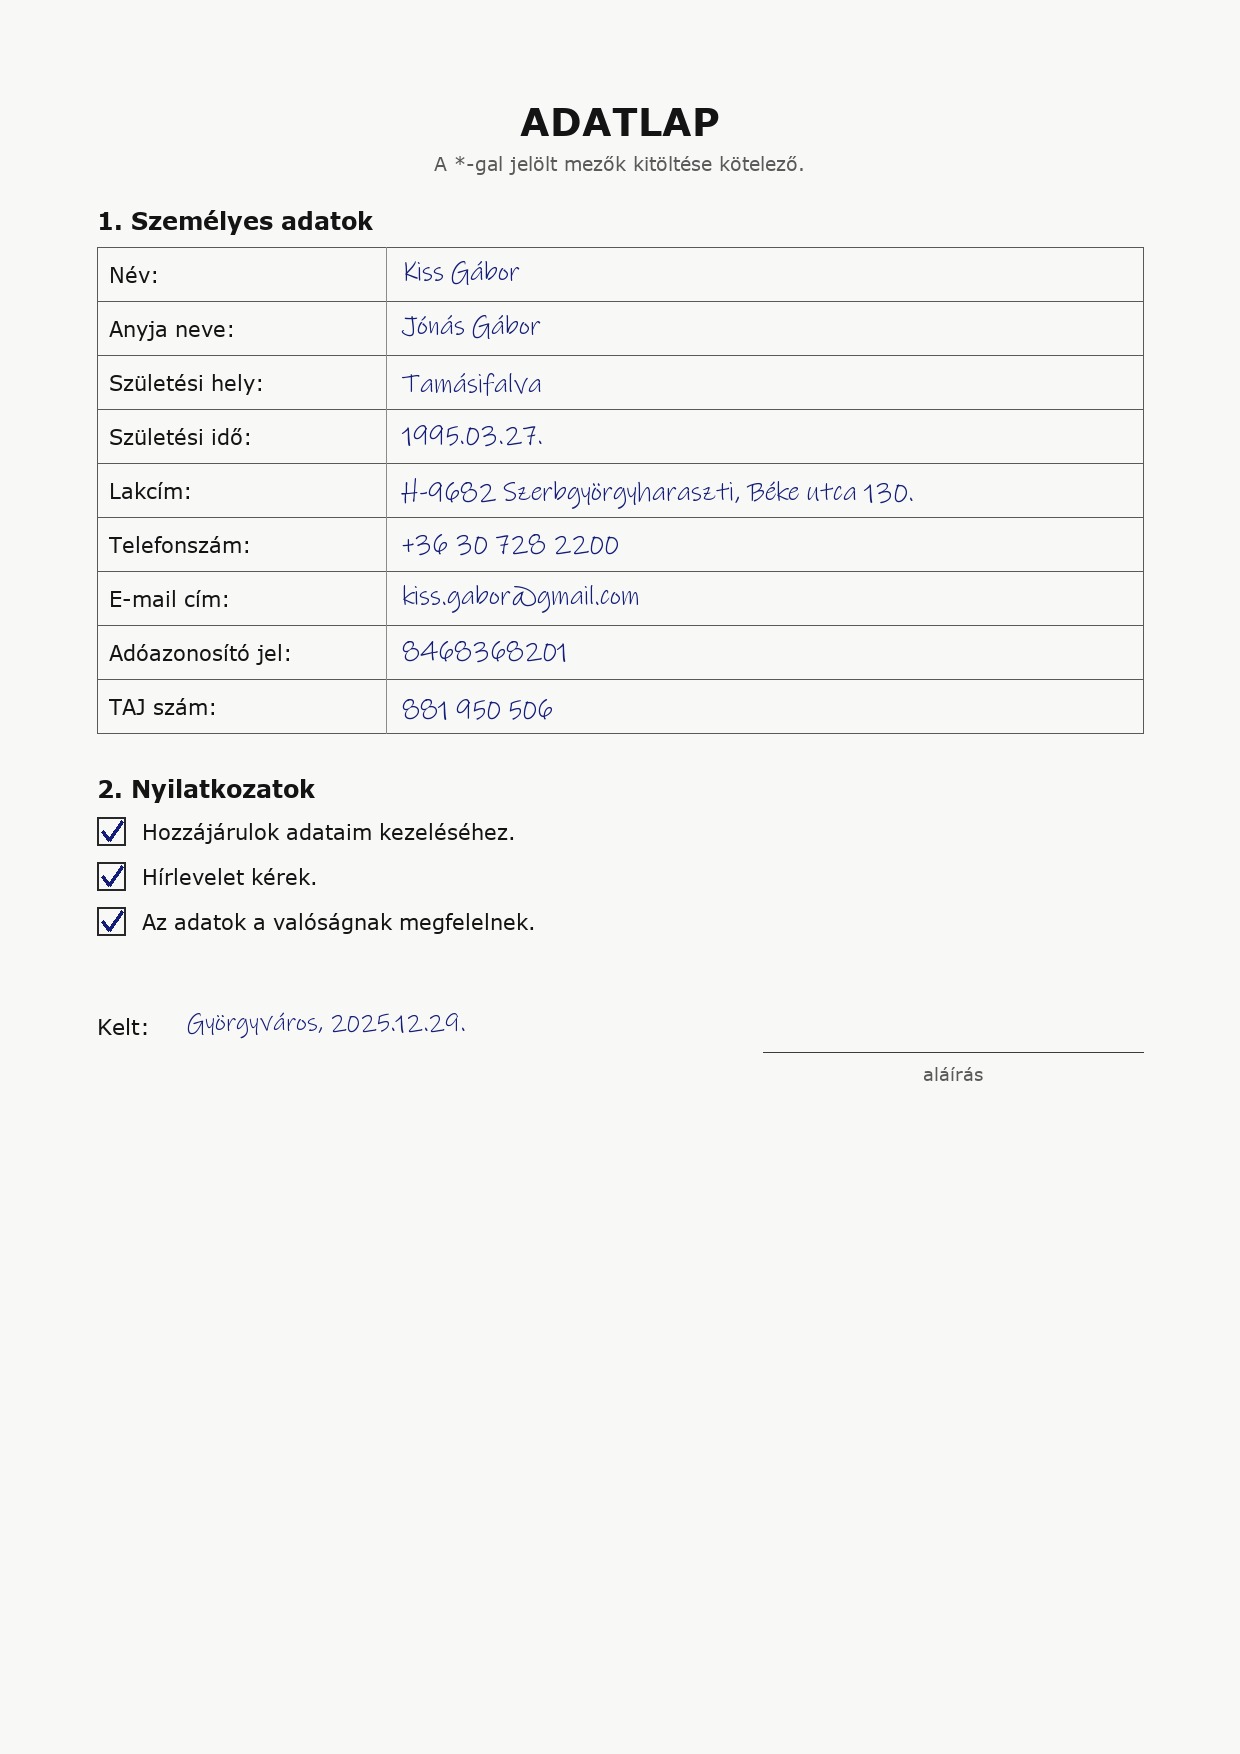 ADATLAP
A *-gal jelölt mezők kitöltése kötelező.
1. Személyes adatok
Név: Kiss Gábor
Anyja neve: Jónás Gábor
Születési hely: Tamásifalva
Születési idő: 1995.03.27.
Lakcím: H-9682 Szerbgyörgyharaszti, Béke utca 130.
Telefonszám: +36 30 728 2200
E-mail cím: kiss.gabor@gmail.com
Adóazonosító jel: 8468368201
TAJ szám: 881 950 506
2. Nyilatkozatok
Hozzájárulok adataim kezeléséhez.
Hírlevelet kérek.
Az adatok a valóságnak megfelelnek.
Kelt: Györgyváros, 2025.12.29.
aláírás